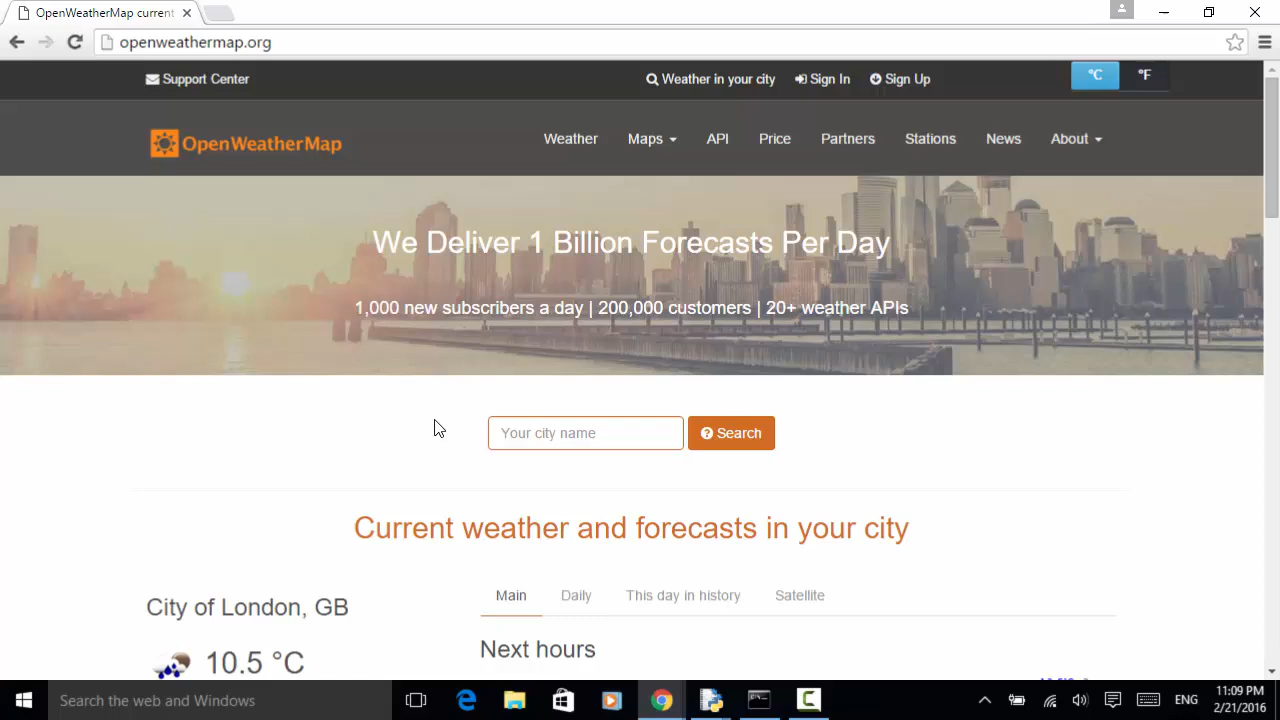 OpenWeatherMap current
openweathermap.org
Support Center
Weather in your city
Sign In
Sign Up
°C
°F
OpenWeatherMap
Weather
Maps
API
Price
Partners
Stations
News
About
We Deliver 1 Billion Forecasts Per Day
1,000 new subscribers a day | 200,000 customers | 20+ weather APIs
Your city name
Search
Current weather and forecasts in your city
Main
Daily
This day in history
Satellite
City of London, GB
Next hours
10.5 °C
Search the web and Windows
ENG
11:09 PM
2/21/2016